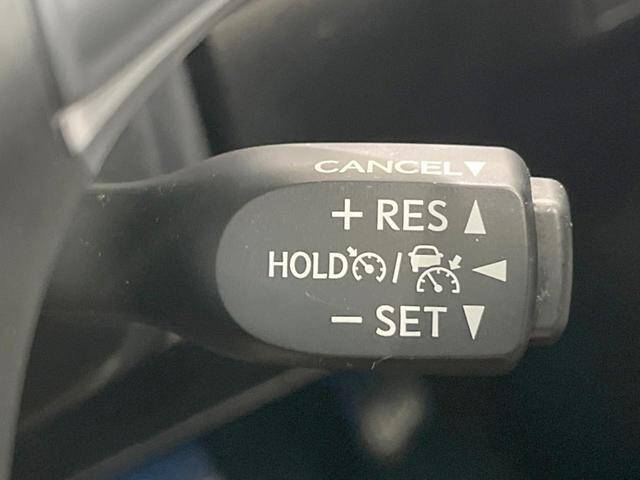 CANCEL▼
+ RES ▲
HOLD / ◀
− SET ▼